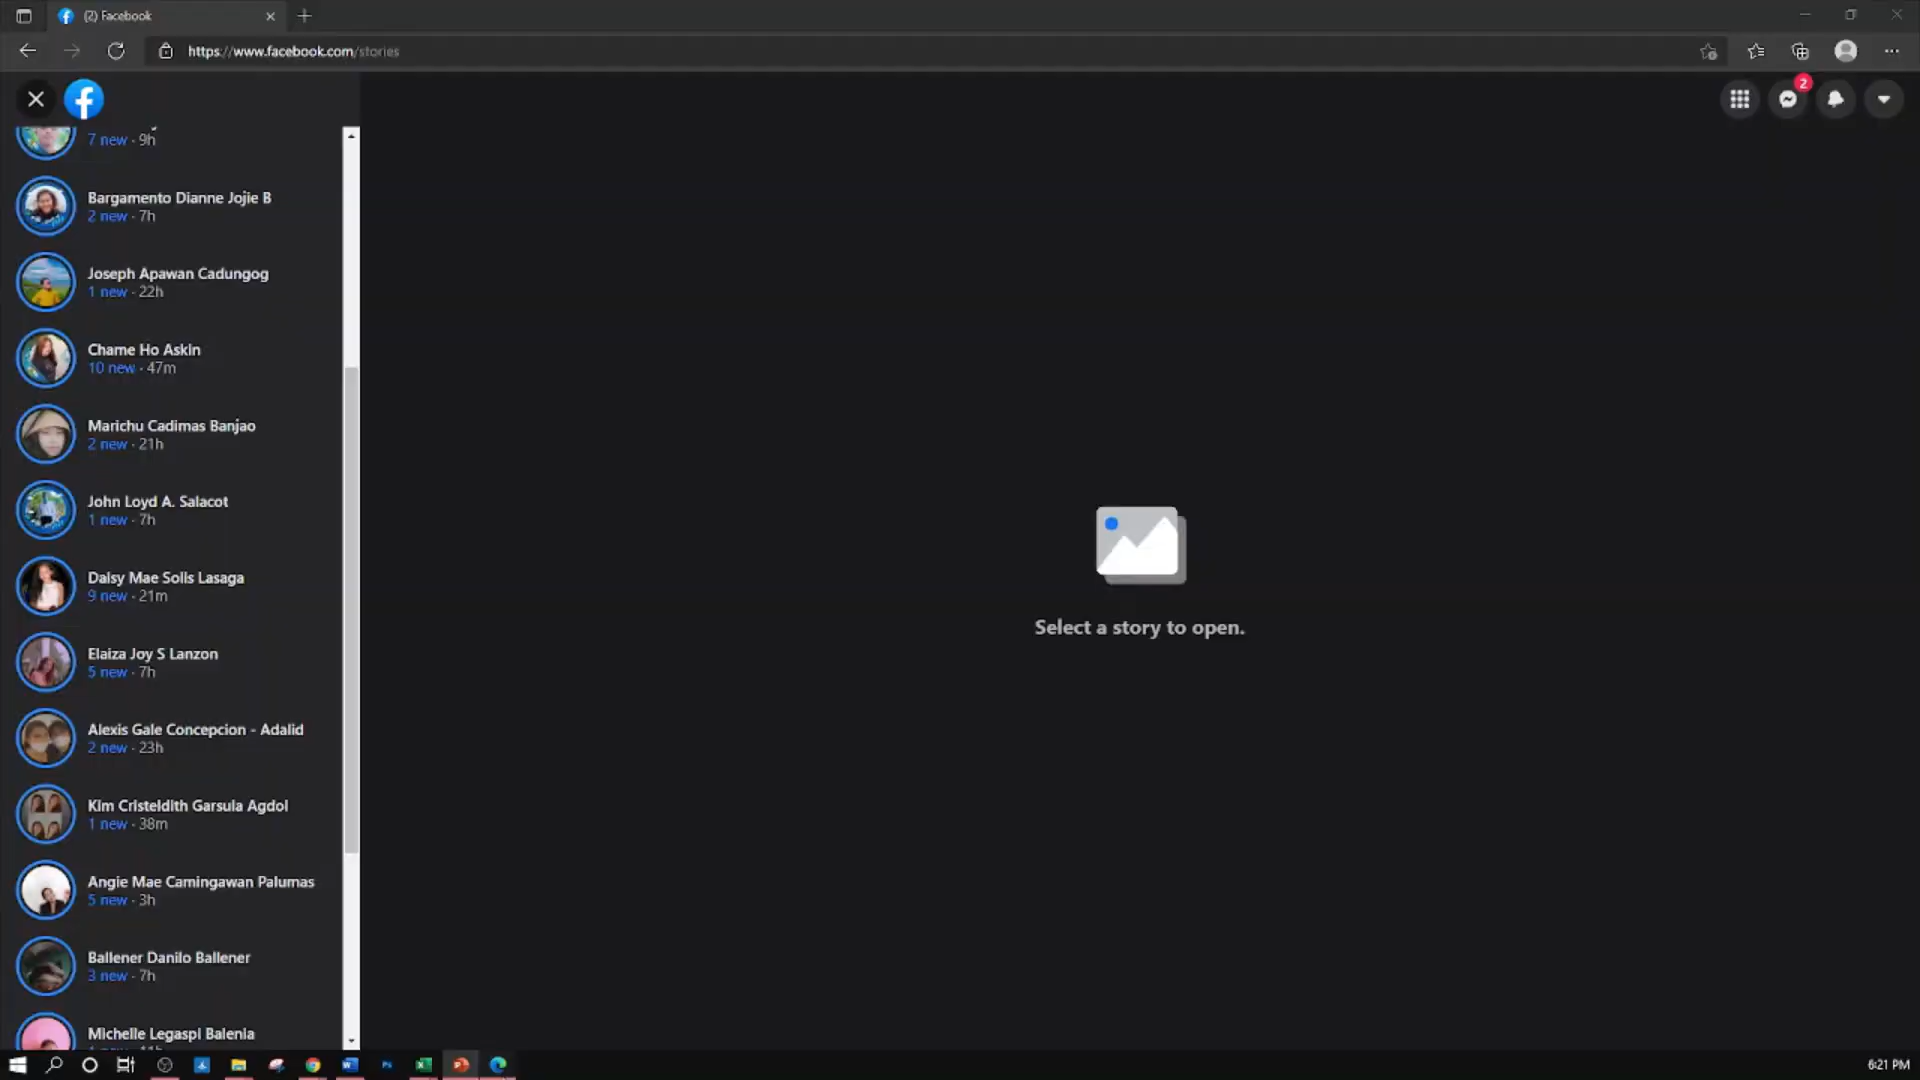 (2) Facebook
https://www.facebook.com/stories
2
7 new · 9h
Bargamento Dianne Jojie B
2 new · 7h
Joseph Apawan Cadungog
1 new · 22h
Chame Ho Askin
10 new · 47m
Marichu Cadimas Banjao
2 new · 21h
John Loyd A. Salacot
1 new · 7h
Daisy Mae Solis Lasaga
9 new · 21m
Elaiza Joy S Lanzon
5 new · 7h
Alexis Gale Concepcion - Adalid
2 new · 23h
Kim Cristeldith Garsula Agdol
1 new · 38m
Angie Mae Camingawan Palumas
5 new · 3h
Ballener Danilo Ballener
3 new · 7h
Michelle Legaspi Balenia
Select a story to open.
6:21 PM